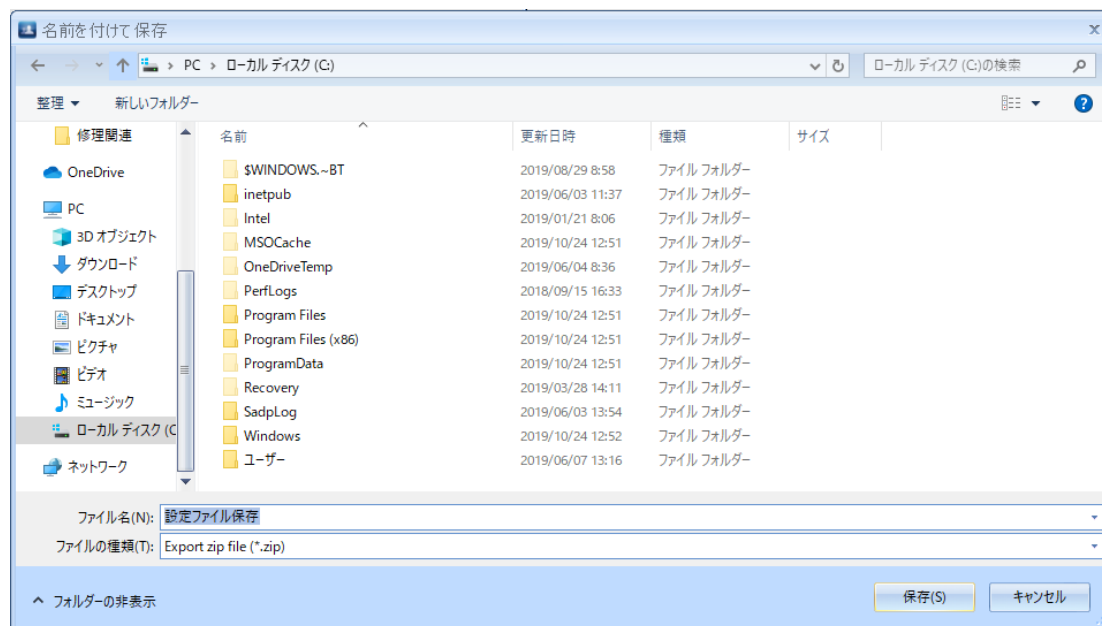 名前を付けて保存
PC › ローカル ディスク (C:)
ローカル ディスク (C:)の検索
整理 新しいフォルダー
修理関連
OneDrive
PC
3D オブジェクト
ダウンロード
デスクトップ
ドキュメント
ピクチャ
ビデオ
ミュージック
ローカル ディスク (C
ネットワーク
名前 更新日時 種類 サイズ
$WINDOWS.~BT 2019/08/29 8:58 ファイル フォルダー
inetpub 2019/06/03 11:37 ファイル フォルダー
Intel 2019/01/21 8:06 ファイル フォルダー
MSOCache 2019/10/24 12:51 ファイル フォルダー
OneDriveTemp 2019/06/04 8:36 ファイル フォルダー
PerfLogs 2018/09/15 16:33 ファイル フォルダー
Program Files 2019/10/24 12:51 ファイル フォルダー
Program Files (x86) 2019/10/24 12:51 ファイル フォルダー
ProgramData 2019/10/24 12:51 ファイル フォルダー
Recovery 2019/03/28 14:11 ファイル フォルダー
SadpLog 2019/06/03 13:54 ファイル フォルダー
Windows 2019/10/24 12:52 ファイル フォルダー
ユーザー 2019/06/07 13:16 ファイル フォルダー
ファイル名(N): 設定ファイル保存
ファイルの種類(T): Export zip file (*.zip)
フォルダーの非表示
保存(S) キャンセル